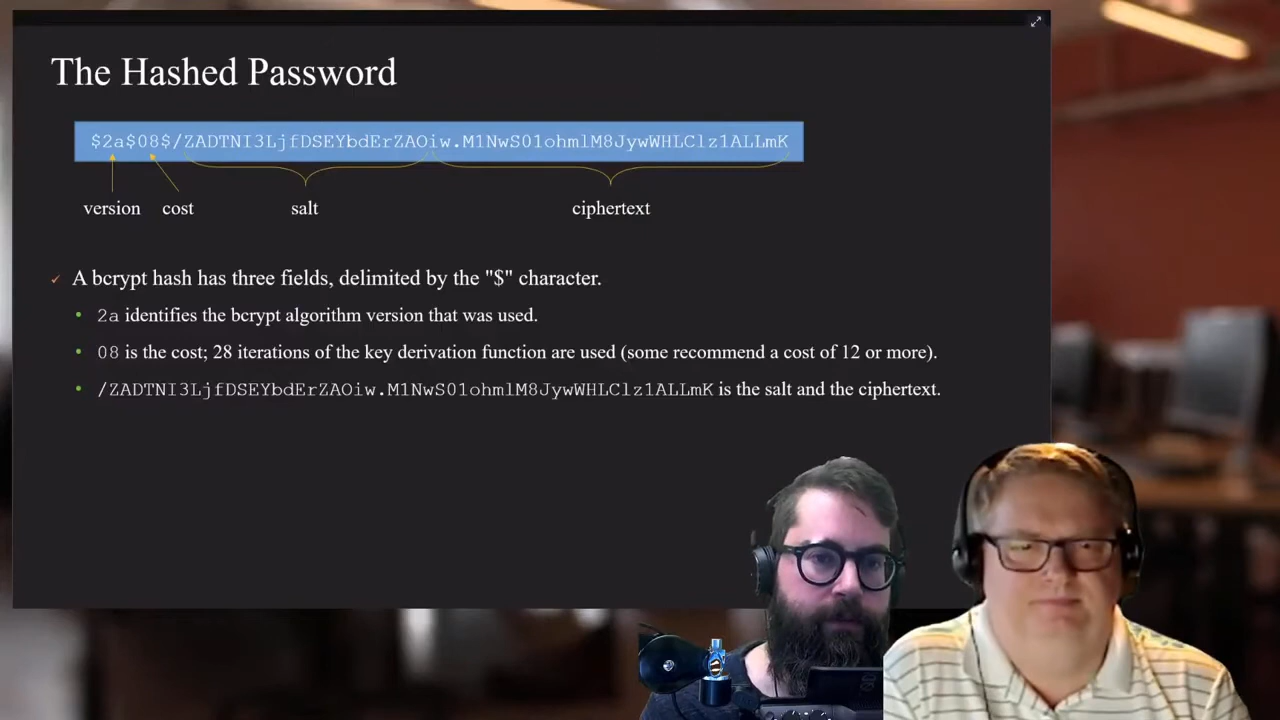 The Hashed Password
$2a$08$/ZADTNI3LjfDSEYbdErZAOiw.M1NwS01ohmlM8JywWHLClz1ALLmK
version cost salt ciphertext
A bcrypt hash has three fields, delimited by the "$" character.
2a identifies the bcrypt algorithm version that was used.
08 is the cost; 28 iterations of the key derivation function are used (some recommend a cost of 12 or more).
/ZADTNI3LjfDSEYbdErZAOiw.M1NwS01ohmlM8JywWHLClz1ALLmK is the salt and the ciphertext.